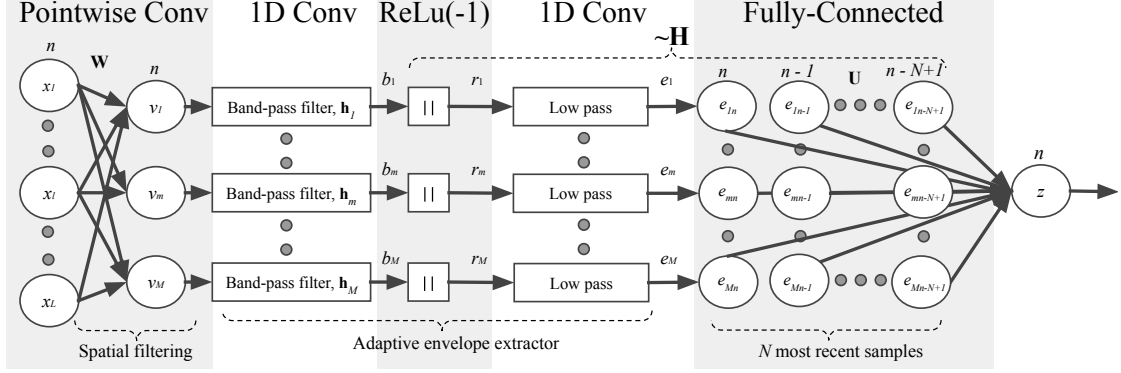 Pointwise Conv 1D Conv ReLu(-1) 1D Conv Fully-Connected
~H
n W n b1 r1 e1 n n - 1 U n - N+1
x1 v1 Band-pass filter, h1 || Low pass e1n e1n-1 e1n-N+1
n
bm rm em
xl vm Band-pass filter, hm || Low pass emn emn-1 emn-N+1 z
bM rM eM
xL vM Band-pass filter, hM || Low pass eMn eMn-1 eMn-N+1
Spatial filtering Adaptive envelope extractor N most recent samples